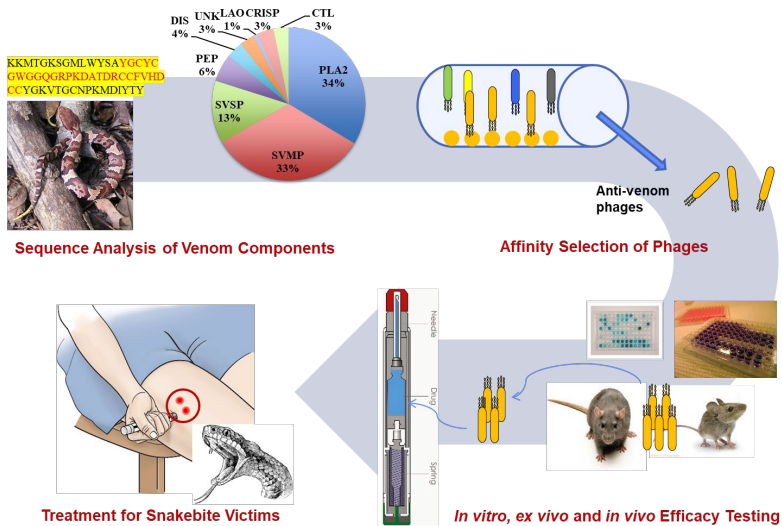 KKMTGKSGMLWYSAYGCYC
GWGGQGRPKDATDRCCFVHD
CCYGKVTGCNPKMDIYTY
DIS
4%
UNK
3%
LAO
1%
CRISP
3%
CTL
3%
PEP
6%
PLA2
34%
SVSP
13%
SVMP
33%
Anti-venom
phages
Sequence Analysis of Venom Components
Affinity Selection of Phages
Needle
Drug
Spring
Treatment for Snakebite Victims
In vitro, ex vivo and in vivo Efficacy Testing